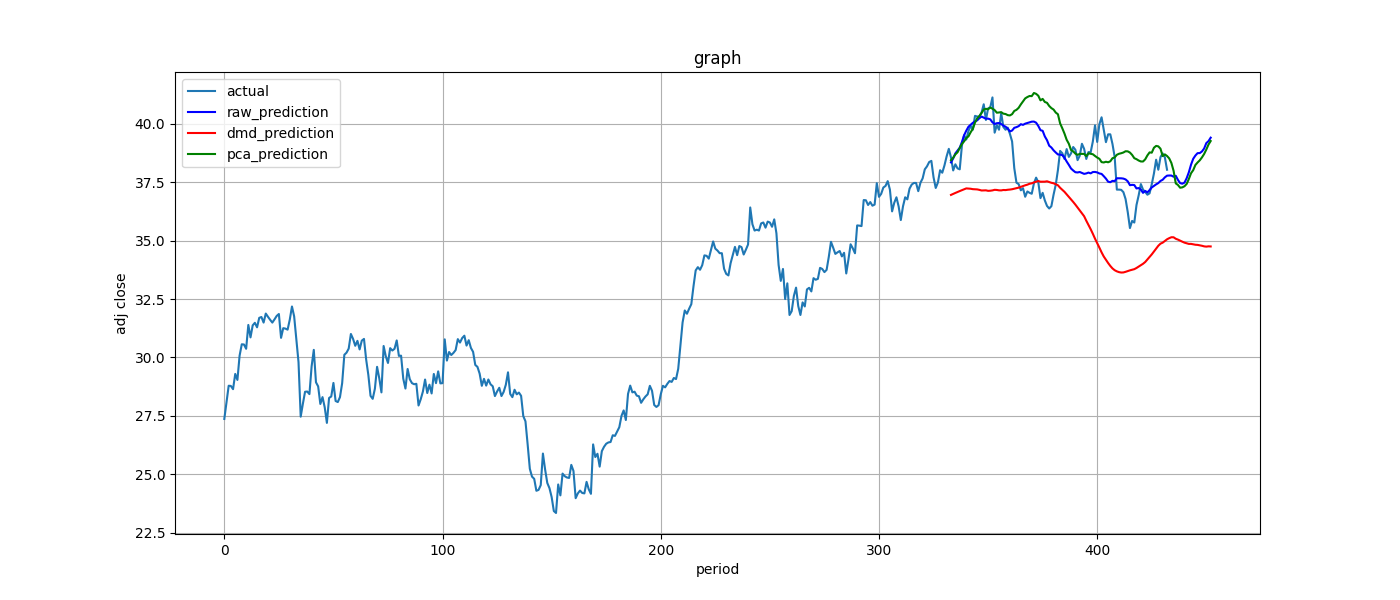 graph
actual
raw_prediction
dmd_prediction
pca_prediction
adj close
40.0
37.5
35.0
32.5
30.0
27.5
25.0
22.5
0 100 200 300 400
period